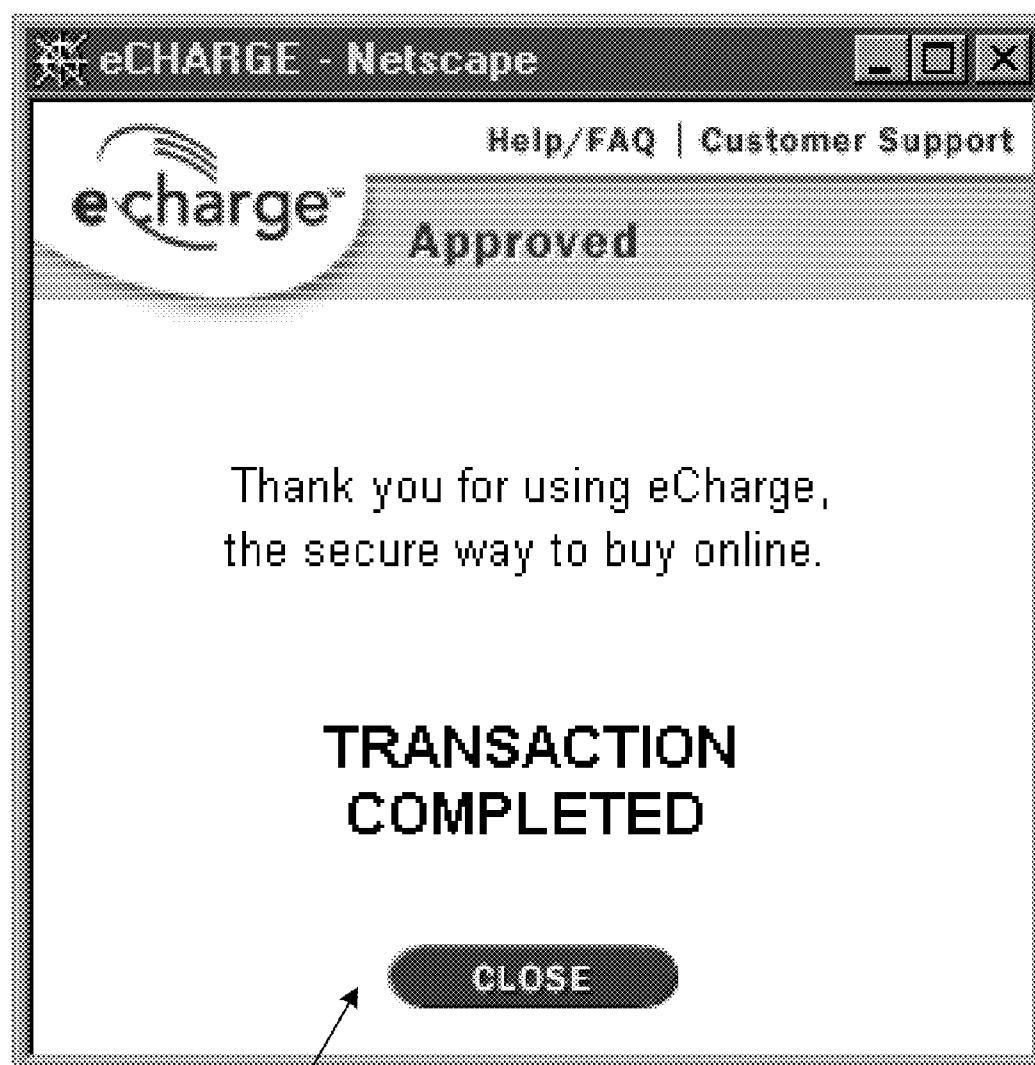 eCHARGE - Netscape
Help/FAQ | Customer Support
echarge™
Approved
Thank you for using eCharge,
the secure way to buy online.
TRANSACTION
COMPLETED
CLOSE